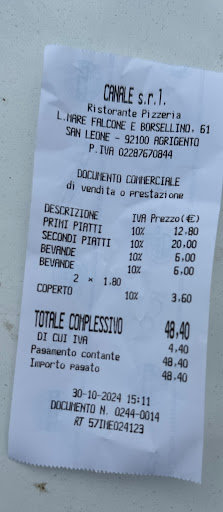 CANALE s.r.l.
Ristorante Pizzeria
L.MARE FALCONE E BORSELLINO, 61
SAN LEONE - 92100 AGRIGENTO
P.IVA 02287670844
DOCUMENTO COMMERCIALE
di vendita o prestazione
DESCRIZIONE IVA Prezzo(€)
PRIMI PIATTI 10% 12,80
SECONDI PIATTI 10% 20,00
BEVANDE 10% 6,00
BEVANDE 10% 6,00
2 × 1,80
COPERTO 10% 3,60
TOTALE COMPLESSIVO 48,40
DI CUI IVA 4,40
Pagamento contante 48,40
Importo pagato 48,40
30-10-2024 15:11
DOCUMENTO N. 0244-0014
RT 57IHE024123